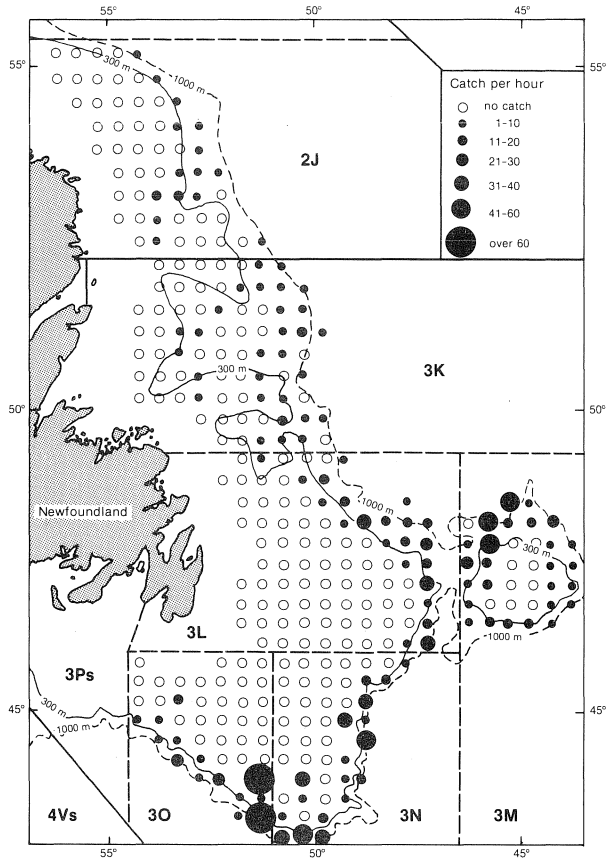 55° 50° 45°
300 m
1000 m
55° 55°
Catch per hour
no catch
1-10
11-20
21-30
31-40
41-60
over 60
2J
300 m
3K
50° 50°
Newfoundland
1000 m
300 m
1000 m
3L
3Ps
300 m
45° 45°
1000 m
4Vs 3O 3N 3M
55° 50° 45°